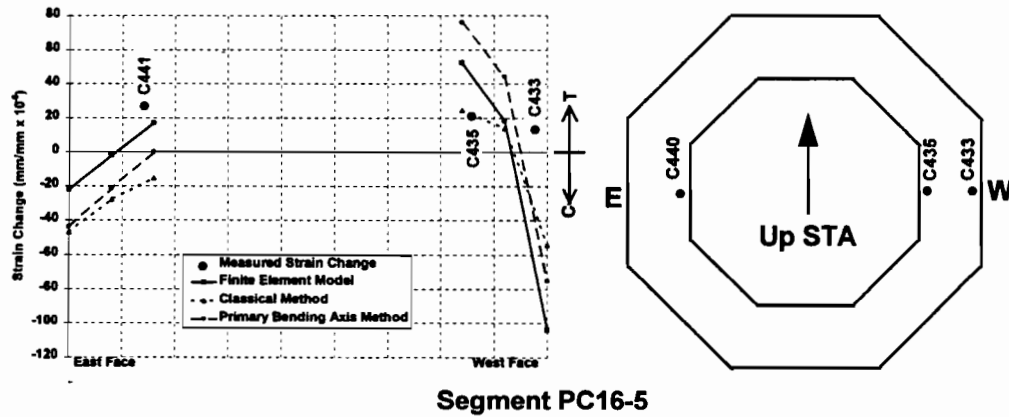 80
80
40
20
0
-20
-40
-60
-80
-100
-120
Strain Change (mm/mm x 10⁻⁶)
C441
C435
C433
T
C
Measured Strain Change
Finite Element Model
Classical Method
Primary Bending Axis Method
East Face
West Face
E
C440
C435
C433
W
Up STA
Segment PC16-5